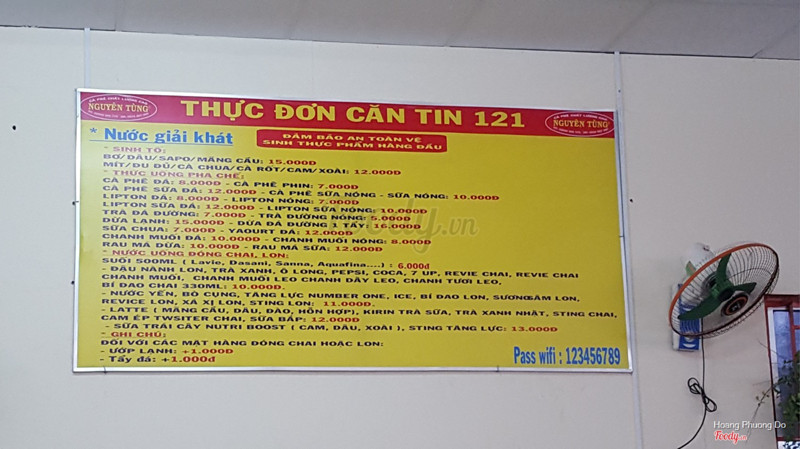 CÀ PHÊ CHẤT LƯỢNG CAO
NGUYÊN TÙNG
THỰC ĐƠN CĂN TIN 121
NGUYÊN TÙNG
* Nước giải khát
ĐẢM BẢO AN TOÀN VỆ
SINH THỰC PHẨM HÀNG ĐẦU
- SINH TỐ:
BƠ/DÂU/SAPO/MÃNG CẦU: 15.000Đ
MÍT/ĐU ĐỦ/CÀ CHUA/CÀ RỐT/CAM/XOÀI: 12.000Đ
- THỨC UỐNG PHA CHẾ:
CÀ PHÊ ĐÁ: 8.000Đ - CÀ PHÊ PHIN: 7.000Đ
CÀ PHÊ SỮA ĐÁ: 12.000Đ - CÀ PHÊ SỮA NÓNG - SỮA NÓNG: 10.000Đ
LIPTON ĐÁ: 8.000Đ - LIPTON NÓNG: 7.000Đ
LIPTON SỮA ĐÁ: 12.000Đ - LIPTON SỮA NÓNG: 10.000Đ
TRÀ ĐÁ ĐƯỜNG: 7.000Đ - TRÀ ĐƯỜNG NÓNG: 5.000Đ
DỪA LẠNH: 15.000Đ - DỪA ĐÁ ĐƯỜNG 1 TÂY: 16.000Đ
SỮA CHUA: 7.000Đ - YAOURT ĐÁ: 12.000Đ
CHANH MUỐI ĐÁ: 10.000Đ - CHANH MUỐI NÓNG: 8.000Đ
RAU MÁ DỪA: 10.000Đ - RAU MÁ SỮA: 12.000Đ
- NƯỚC UỐNG ĐÓNG CHAI, LON:
SUỐI 500ML ( Lavie, Dasani, Sanna, Aquafina....) : 6.000đ
- ĐẬU NÀNH LON, TRÀ XANH, Ô LONG, PEPSI, COCA, 7 UP, REVIE CHAI, REVIE CHAI
CHANH MUỐI, CHANH MUỐI LEO CHANH DÂY LEO, CHANH TƯƠI LEO,
BÍ ĐAO CHAI 330ML: 10.000Đ.
- NƯỚC YẾN, BÒ CỤNG, TĂNG LỰC NUMBER ONE, ICE, BÍ ĐAO LON, SƯƠNGSÂM LON,
REVICE LON, XÁ XỊ LON, STING LON: 11.000Đ.
- LATTE ( MÃNG CẦU, DÂU, ĐÀO, HỖN HỢP), KIRIN TRÀ SỮA, TRÀ XANH NHẬT, STING CHAI,
CAM ÉP TWSITER CHAI, SỮA BẮP: 12.000Đ
- SỮA TRÁI CÂY NUTRI BOOST ( CAM, DÂU, XOÀI ), STING TĂNG LỰC: 13.000Đ
- GHI CHÚ:
ĐỐI VỚI CÁC MẶT HÀNG ĐÓNG CHAI HOẶC LON:
- ƯỚP LẠNH: +1.000Đ
- Tẩy đá: +1.000đ
Pass wifi : 123456789
Foody.vn
Hoang Phuong Do
Foody.vn